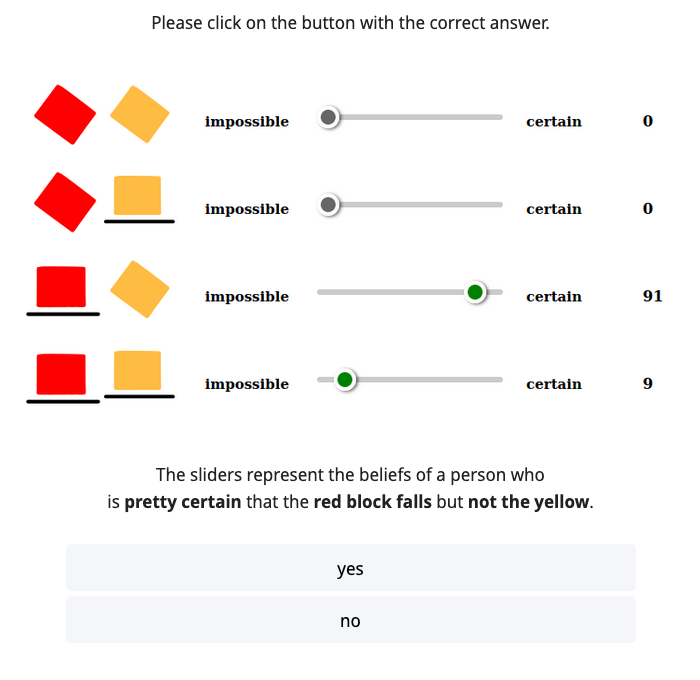 Please click on the button with the correct answer.
impossible certain 0
impossible certain 0
impossible certain 91
impossible certain 9
The sliders represent the beliefs of a person who
is pretty certain that the red block falls but not the yellow.
yes
no